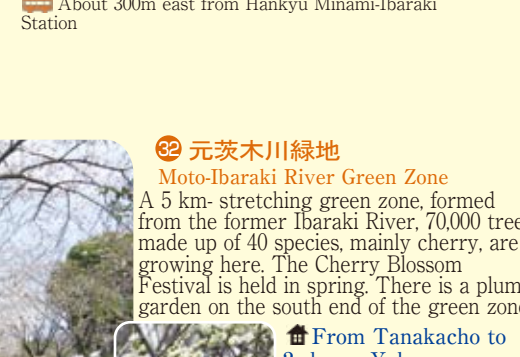 About 300m east from Hankyu Minami-Ibaraki
Station
32 元茨木川緑地
Moto-Ibaraki River Green Zone
A 5 km- stretching green zone, formed
from the former Ibaraki River, 70,000 tree
made up of 40 species, mainly cherry, are
growing here. The Cherry Blossom
Festival is held in spring. There is a plum
garden on the south end of the green zone
From Tanakacho to